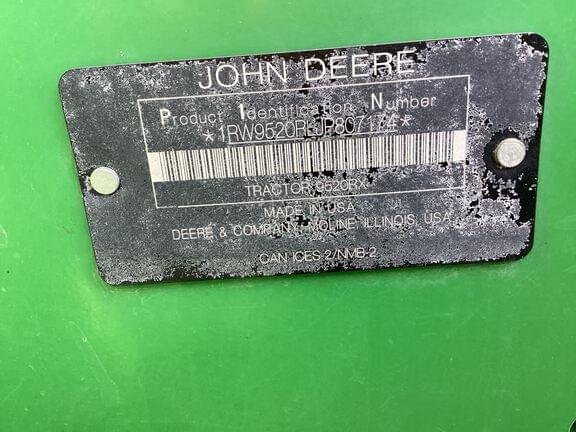 JOHN DEERE
Product Identification Number
*1RW9520RLJP807174*
TRACTOR 9520RX
MADE IN USA
DEERE & COMPANY MOLINE ILLINOIS USA
CAN ICES-2/NMB-2